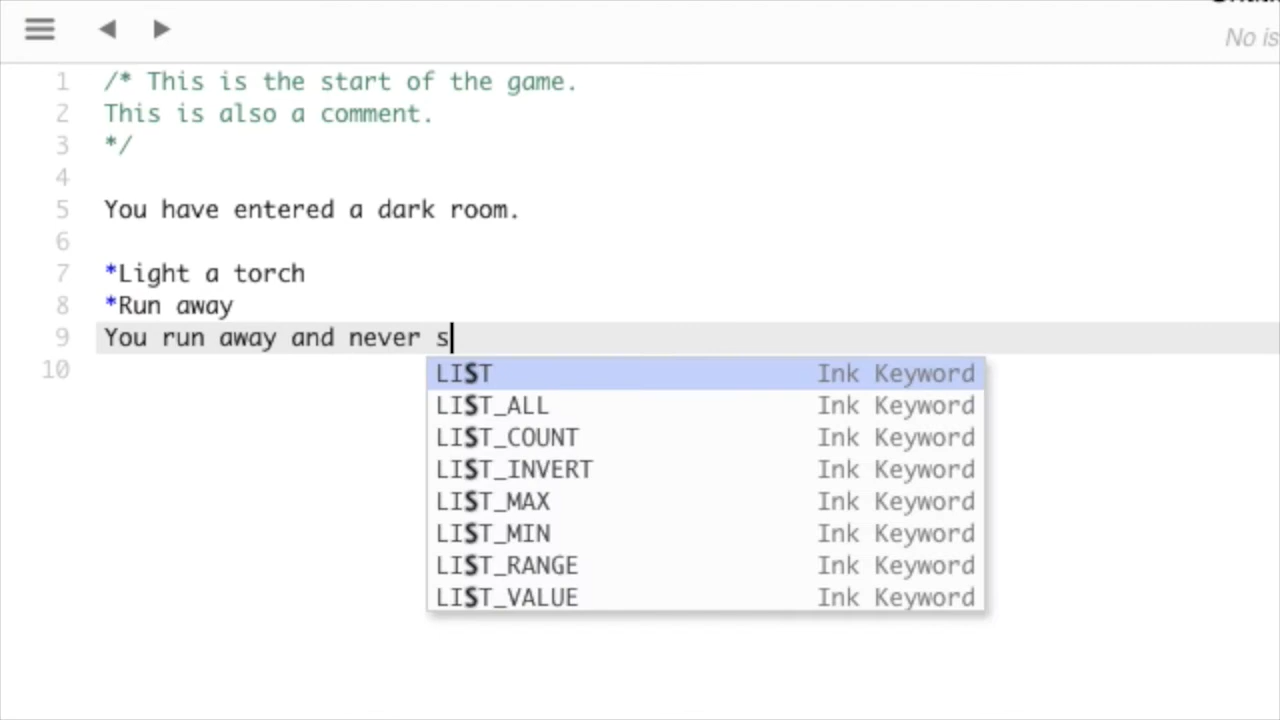 No is
1 /* This is the start of the game.
2 This is also a comment.
3 */
4
5 You have entered a dark room.
6
7 *Light a torch
8 *Run away
9 You run away and never s
10
LIST Ink Keyword
LIST_ALL Ink Keyword
LIST_COUNT Ink Keyword
LIST_INVERT Ink Keyword
LIST_MAX Ink Keyword
LIST_MIN Ink Keyword
LIST_RANGE Ink Keyword
LIST_VALUE Ink Keyword